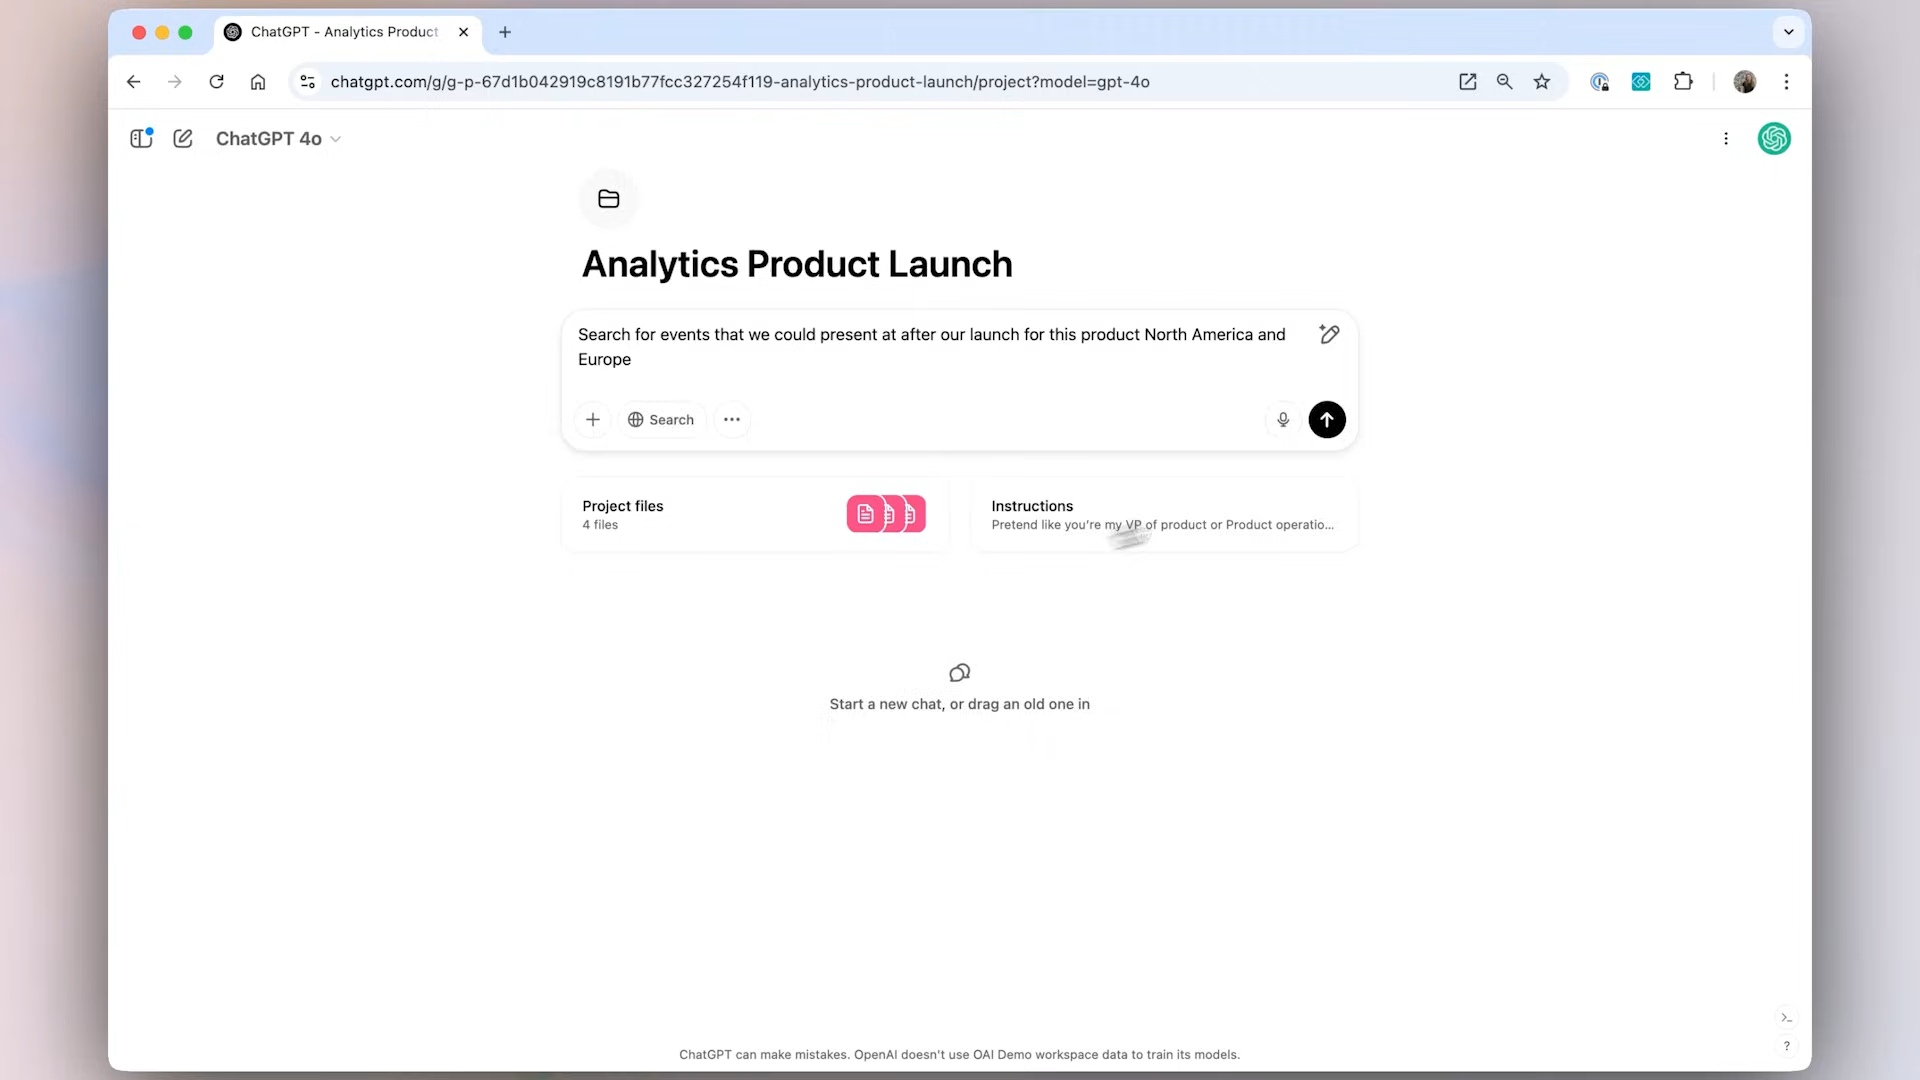 ChatGPT - Analytics Product
chatgpt.com/g/g-p-67d1b042919c8191b77fcc327254f119-analytics-product-launch/project?model=gpt-4o
ChatGPT 4o
Analytics Product Launch
Search for events that we could present at after our launch for this product North America and
Europe
Search
Project files
4 files
Instructions
Pretend like you're my VP of product or Product operatio...
Start a new chat, or drag an old one in
ChatGPT can make mistakes. OpenAI doesn't use OAI Demo workspace data to train its models.
?